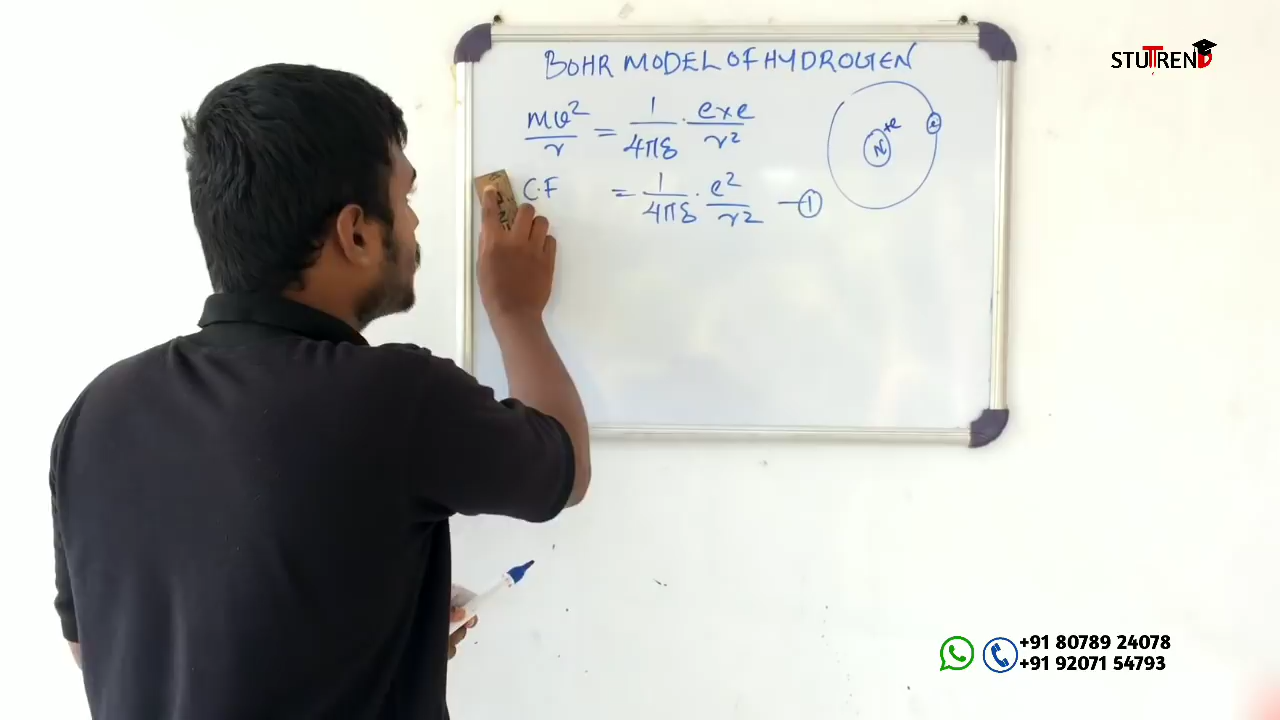 BOHR MODEL OF HYDROGEN
mv²/r = 1/4πε · e×e/r²
C.F = 1/4πε · e²/r² —①
+e
e
N
STUTREND
+91 80789 24078
+91 92071 54793